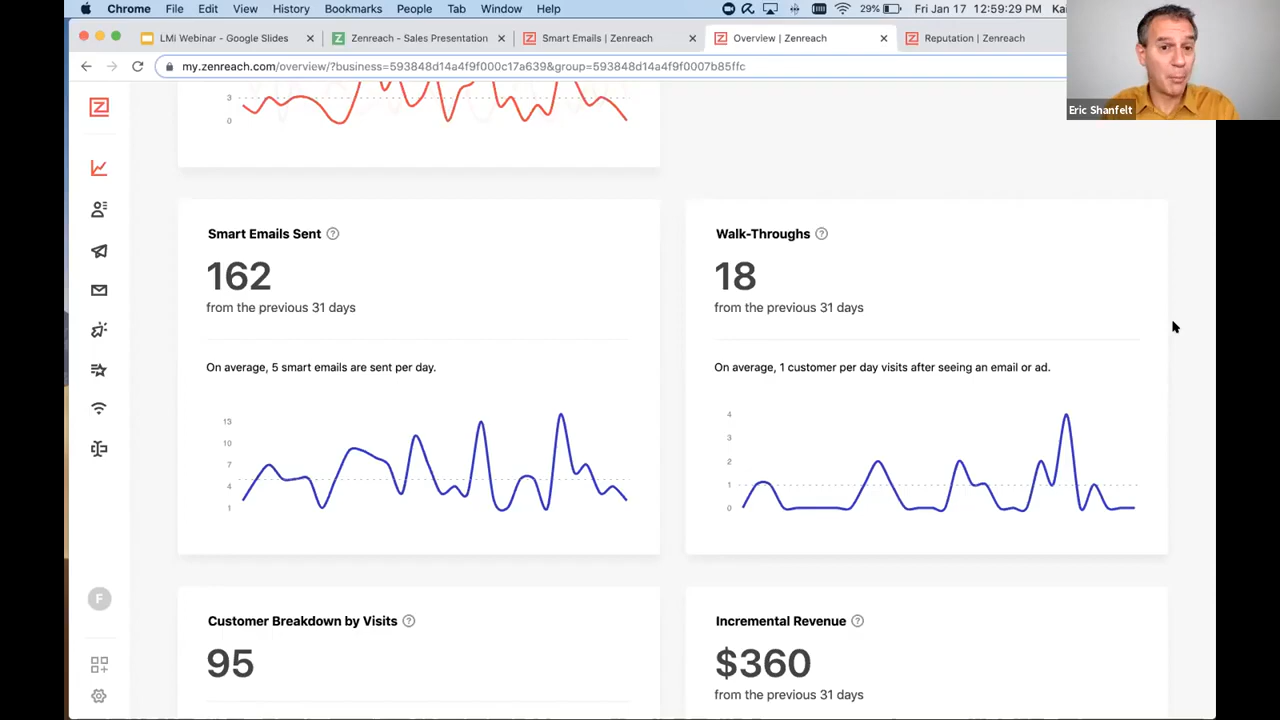 Chrome File Edit View History Bookmarks People Tab Window Help 29% Fri Jan 17 12:59:29 PM Kai
LMi Webinar - Google Slides Zenreach - Sales Presentation Smart Emails | Zenreach Overview | Zenreach Reputation | Zenreach
my.zenreach.com/overview/?business=593848d14a4f9f000c17a639&group=593848d14a4f9f0007b85ffc
Eric Shanfelt
3
0
Smart Emails Sent ?
162
from the previous 31 days
On average, 5 smart emails are sent per day.
15
10
7
4
1
Walk-Throughs ?
18
from the previous 31 days
On average, 1 customer per day visits after seeing an email or ad.
4
3
2
1
0
F
Customer Breakdown by Visits ?
95
Incremental Revenue ?
$360
from the previous 31 days